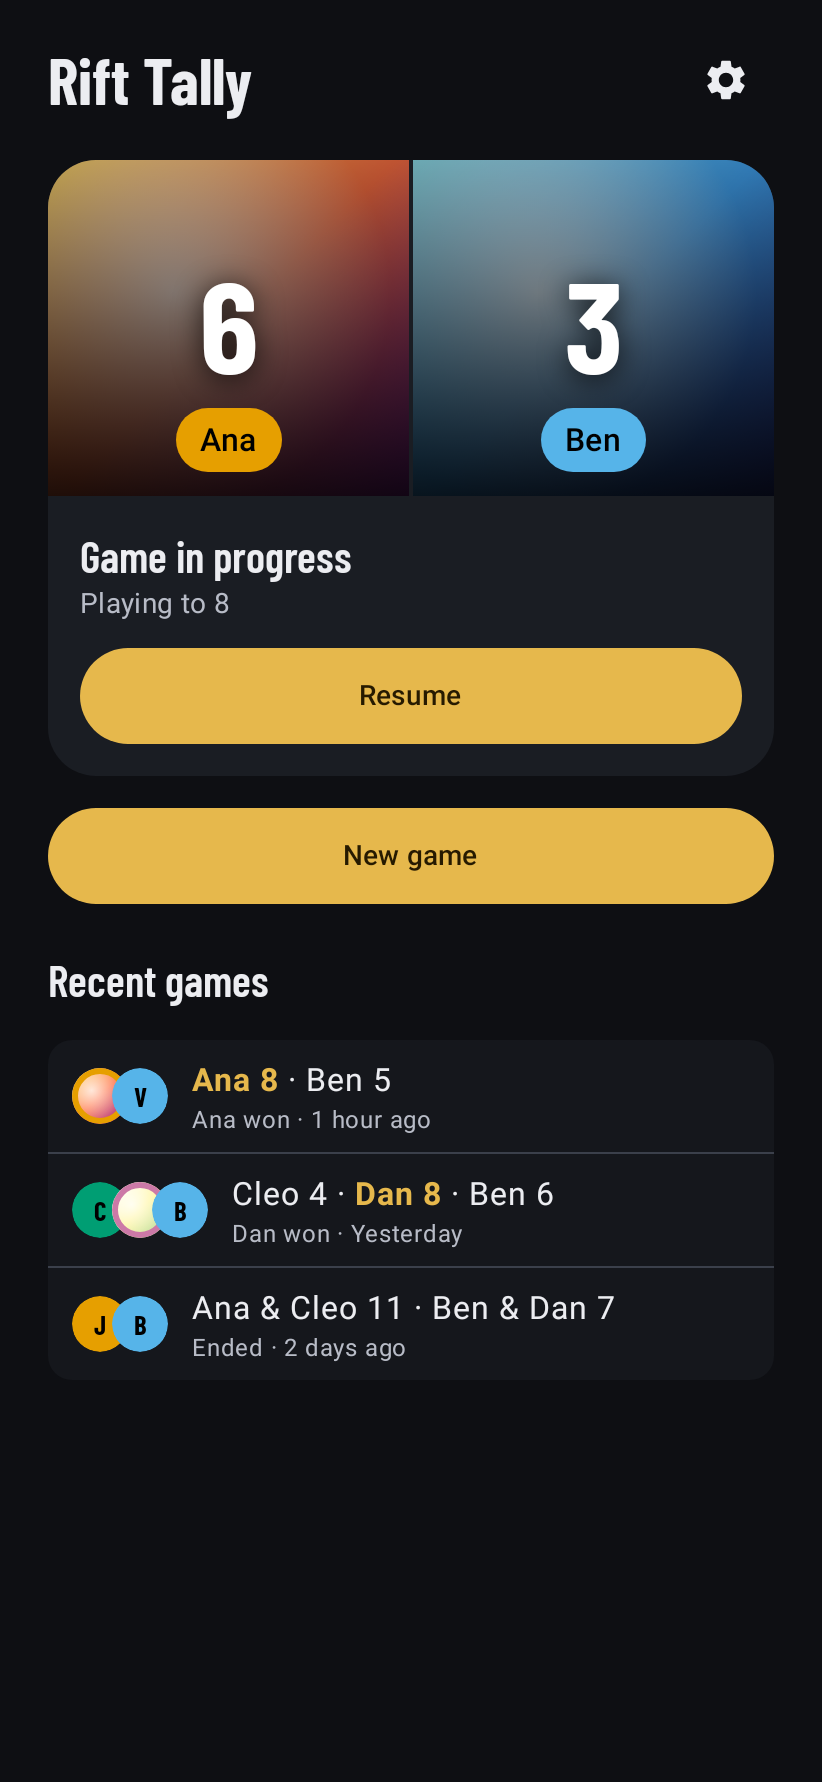 Rift Tally
6
3
Ana
Ben
Game in progress
Playing to 8
Resume
New game
Recent games
V
Ana 8 · Ben 5
Ana won · 1 hour ago
C
B
Cleo 4 · Dan 8 · Ben 6
Dan won · Yesterday
J
B
Ana & Cleo 11 · Ben & Dan 7
Ended · 2 days ago